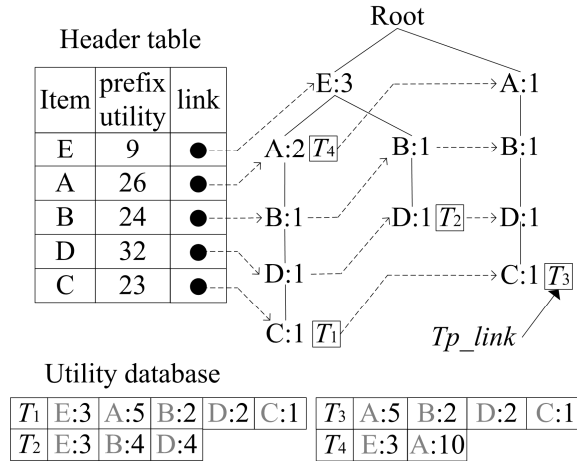 Root
Header table
Item prefix utility link
E 9
A 26
B 24
D 32
C 23
E:3 A:1
A:2 T4 B:1 B:1
B:1 D:1 T2 D:1
D:1 C:1 T3
C:1 T1
Tp_link
Utility database
T1 E:3 A:5 B:2 D:2 C:1
T2 E:3 B:4 D:4
T3 A:5 B:2 D:2 C:1
T4 E:3 A:10